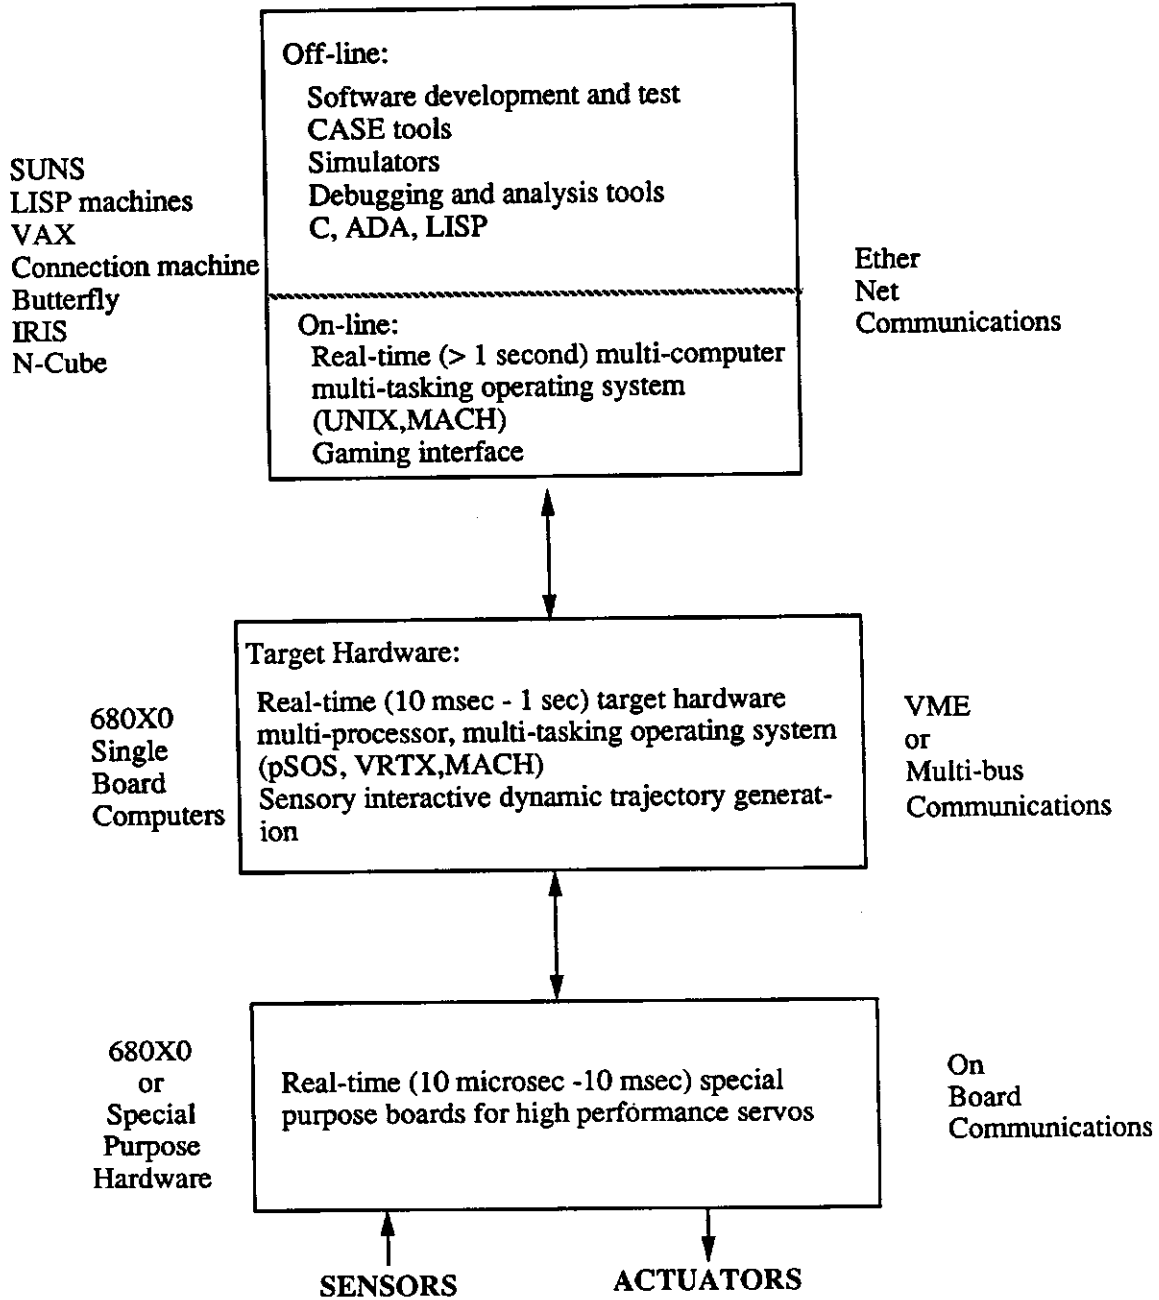 Off-line:
Software development and test
CASE tools
Simulators
Debugging and analysis tools
C, ADA, LISP
SUNS
LISP machines
VAX
Connection machine
Butterfly
IRIS
N-Cube
Ether
Net
Communications
On-line:
Real-time (> 1 second) multi-computer
multi-tasking operating system
(UNIX,MACH)
Gaming interface
Target Hardware:
Real-time (10 msec - 1 sec) target hardware
multi-processor, multi-tasking operating system
(pSOS, VRTX,MACH)
Sensory interactive dynamic trajectory generat-
ion
680X0
Single
Board
Computers
VME
or
Multi-bus
Communications
680X0
or
Special
Purpose
Hardware
Real-time (10 microsec -10 msec) special
purpose boards for high performance servos
On
Board
Communications
SENSORS
ACTUATORS